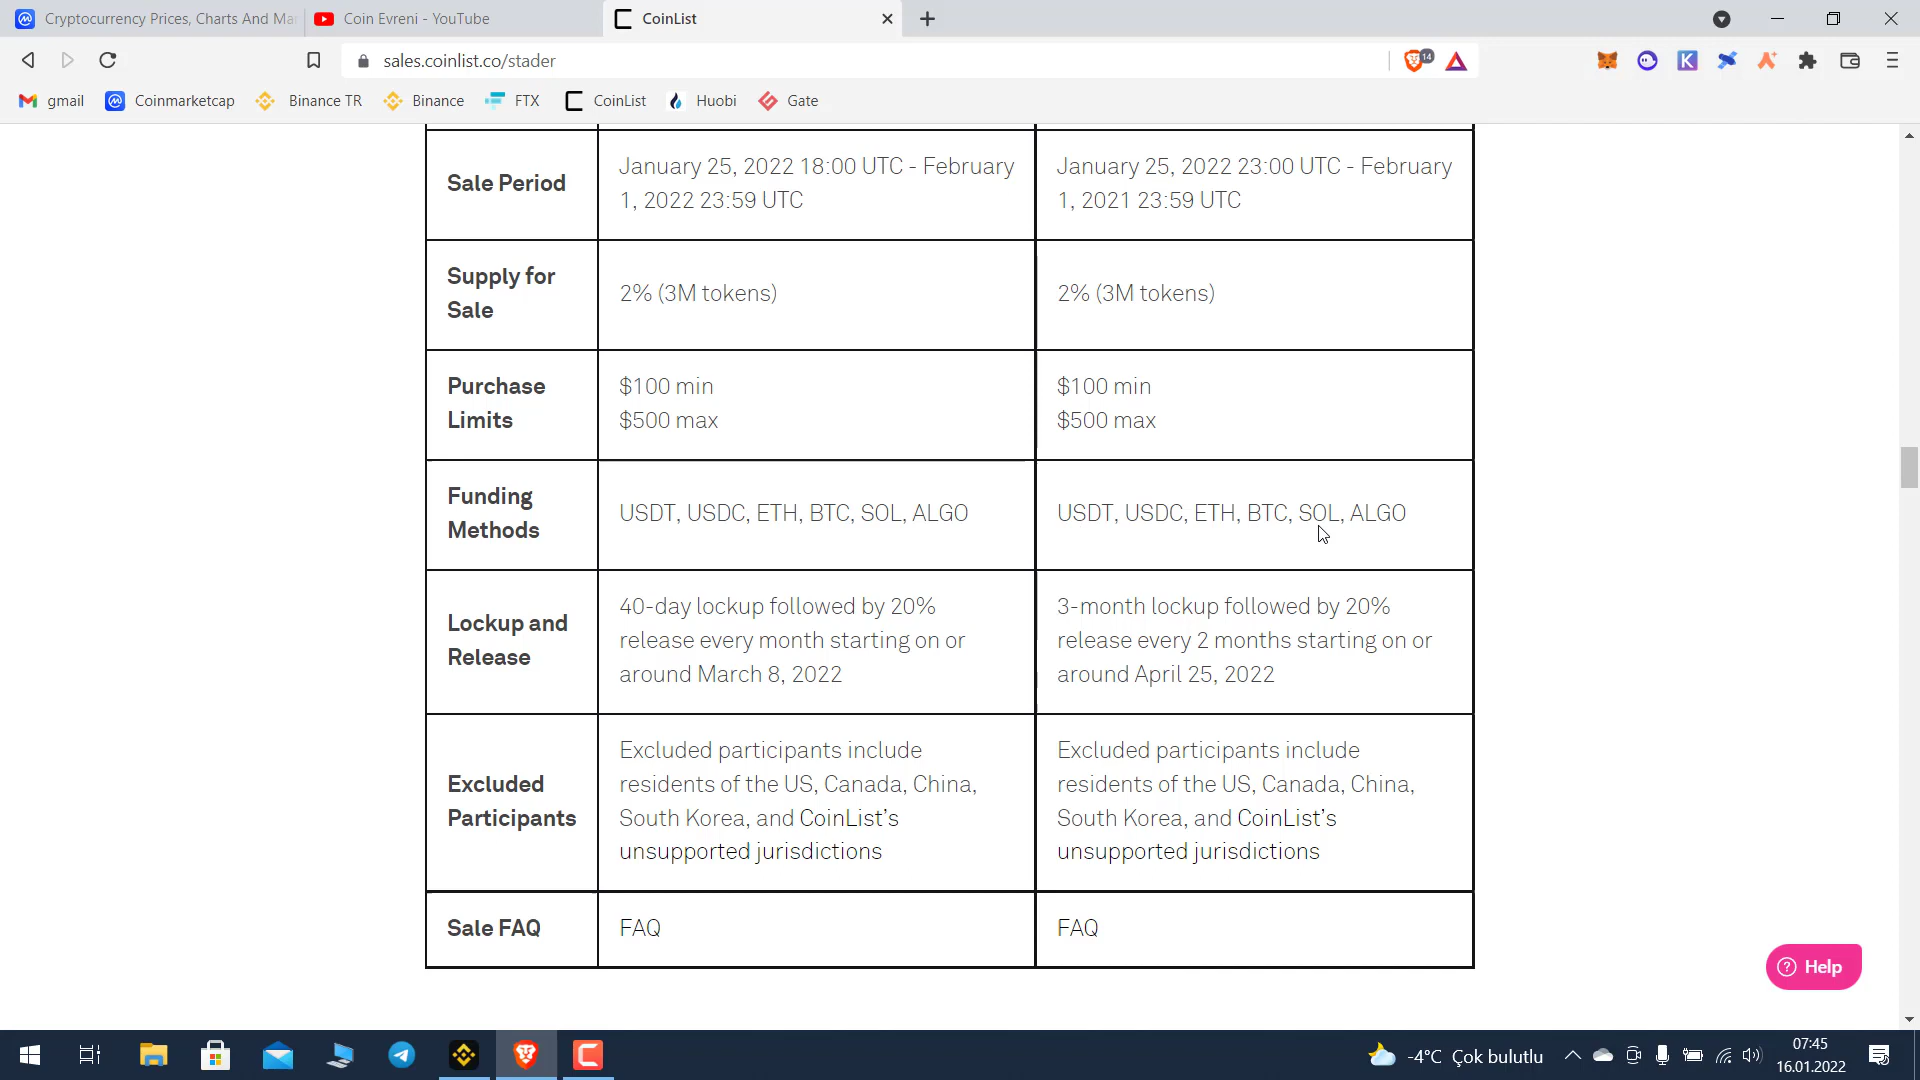 Cryptocurrency Prices, Charts And Ma
Coin Evreni - YouTube
CoinList
sales.coinlist.co/stader
14
gmail
Coinmarketcap
Binance TR
Binance
FTX
CoinList
Huobi
Gate
Sale Period
January 25, 2022 18:00 UTC - February
1, 2022 23:59 UTC
January 25, 2022 23:00 UTC - February
1, 2021 23:59 UTC
Supply for
Sale
2% (3M tokens)
2% (3M tokens)
Purchase
Limits
$100 min
$500 max
$100 min
$500 max
Funding
Methods
USDT, USDC, ETH, BTC, SOL, ALGO
USDT, USDC, ETH, BTC, SOL, ALGO
Lockup and
Release
40-day lockup followed by 20%
release every month starting on or
around March 8, 2022
3-month lockup followed by 20%
release every 2 months starting on or
around April 25, 2022
Excluded
Participants
Excluded participants include
residents of the US, Canada, China,
South Korea, and CoinList’s
unsupported jurisdictions
Excluded participants include
residents of the US, Canada, China,
South Korea, and CoinList’s
unsupported jurisdictions
Sale FAQ
FAQ
FAQ
Help
-4°C Çok bulutlu
07:45
16.01.2022